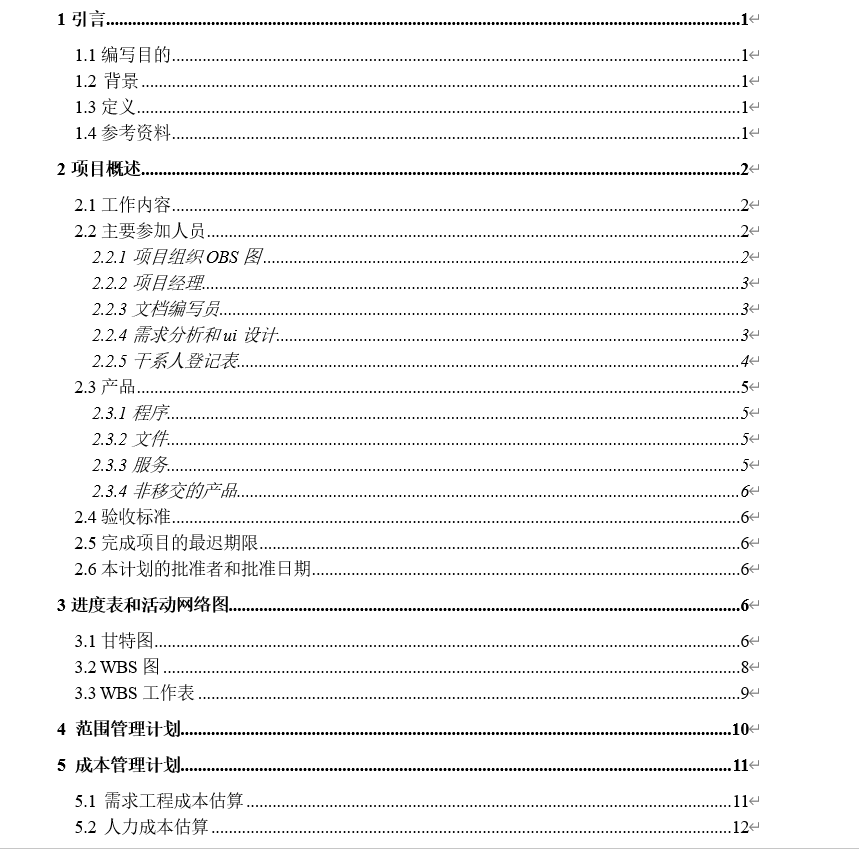 1 引言........................1
1.1 编写目的........................1
1.2 背景........................1
1.3 定义........................1
1.4 参考资料........................1
2 项目概述........................2
2.1 工作内容........................2
2.2 主要参加人员........................2
2.2.1 项目组织 OBS 图........................2
2.2.2 项目经理........................3
2.2.3 文档编写员........................3
2.2.4 需求分析和 ui 设计........................3
2.2.5 干系人登记表........................4
2.3 产品........................5
2.3.1 程序........................5
2.3.2 文件........................5
2.3.3 服务........................5
2.3.4 非移交的产品........................6
2.4 验收标准........................6
2.5 完成项目的最迟期限........................6
2.6 本计划的批准者和批准日期........................6
3 进度表和活动网络图........................6
3.1 甘特图........................6
3.2 WBS 图........................8
3.3 WBS 工作表........................9
4 范围管理计划........................10
5 成本管理计划........................11
5.1 需求工程成本估算........................11
5.2 人力成本估算........................12